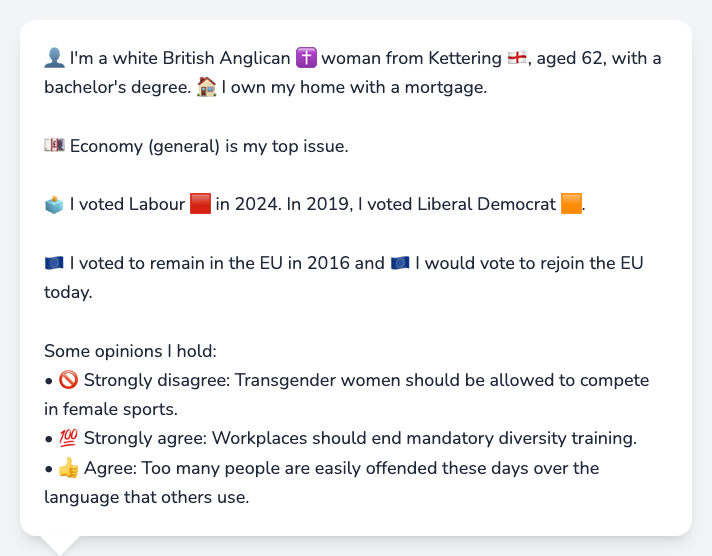 👤 I'm a white British Anglican ✝️ woman from Kettering 🏴󠁧󠁢󠁥󠁮󠁧󠁿, aged 62, with a
bachelor's degree. 🏠 I own my home with a mortgage.
💷 Economy (general) is my top issue.
🗳️ I voted Labour 🟥 in 2024. In 2019, I voted Liberal Democrat 🟧.
🇪🇺 I voted to remain in the EU in 2016 and 🇪🇺 I would vote to rejoin the EU
today.
Some opinions I hold:
• 🚫 Strongly disagree: Transgender women should be allowed to compete
in female sports.
• 💯 Strongly agree: Workplaces should end mandatory diversity training.
• 👍 Agree: Too many people are easily offended these days over the
language that others use.